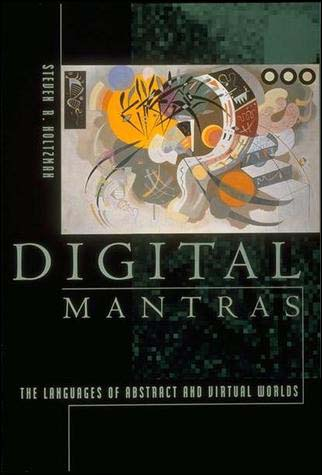 STEVEN R. HOLTZMAN
DIGITAL
MANTRAS
THE LANGUAGES OF ABSTRACT AND VIRTUAL WORLDS